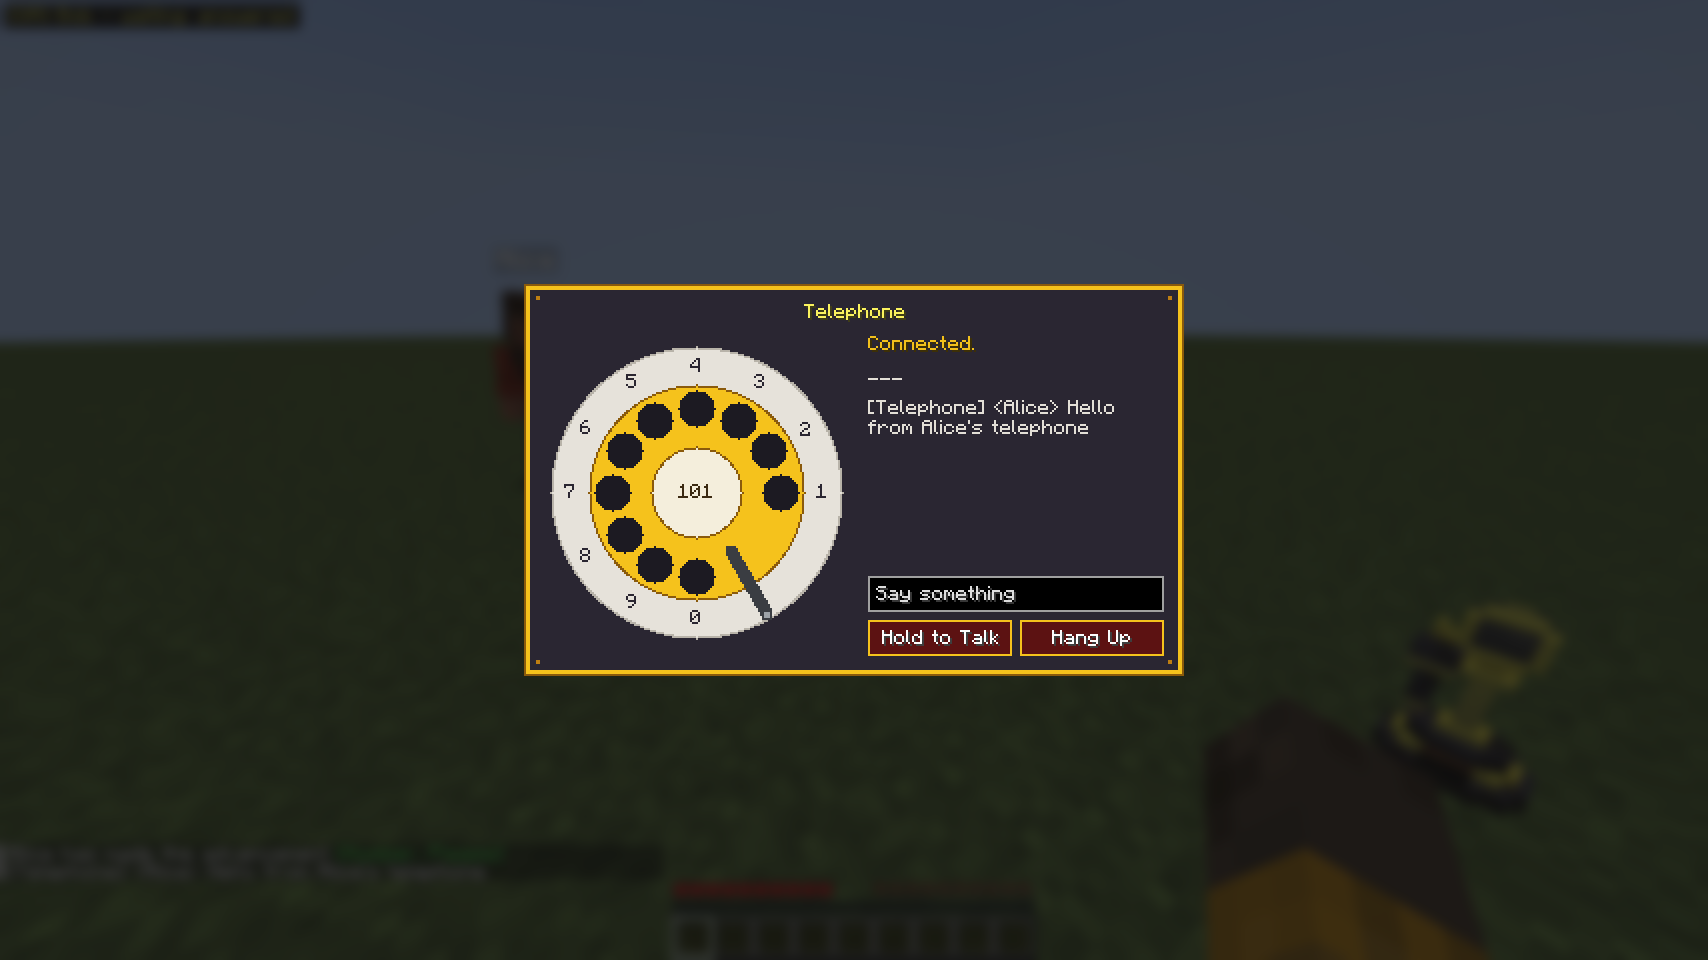 Telephone
Connected.
---
[Telephone] <Alice> Hello
from Alice's telephone
4
5
3
6
2
7
101
1
8
9
0
Say something
Hold to Talk
Hang Up